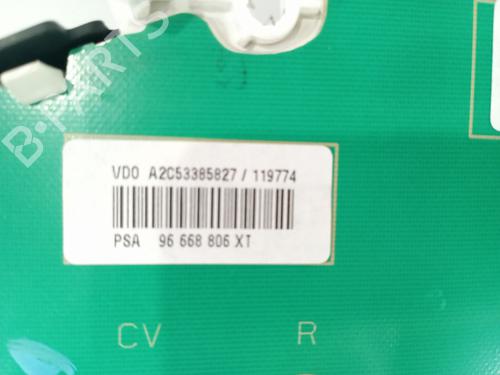 B-PARTS
VDO A2C53385827 / 119774
PSA 96 668 806 XT
CV R